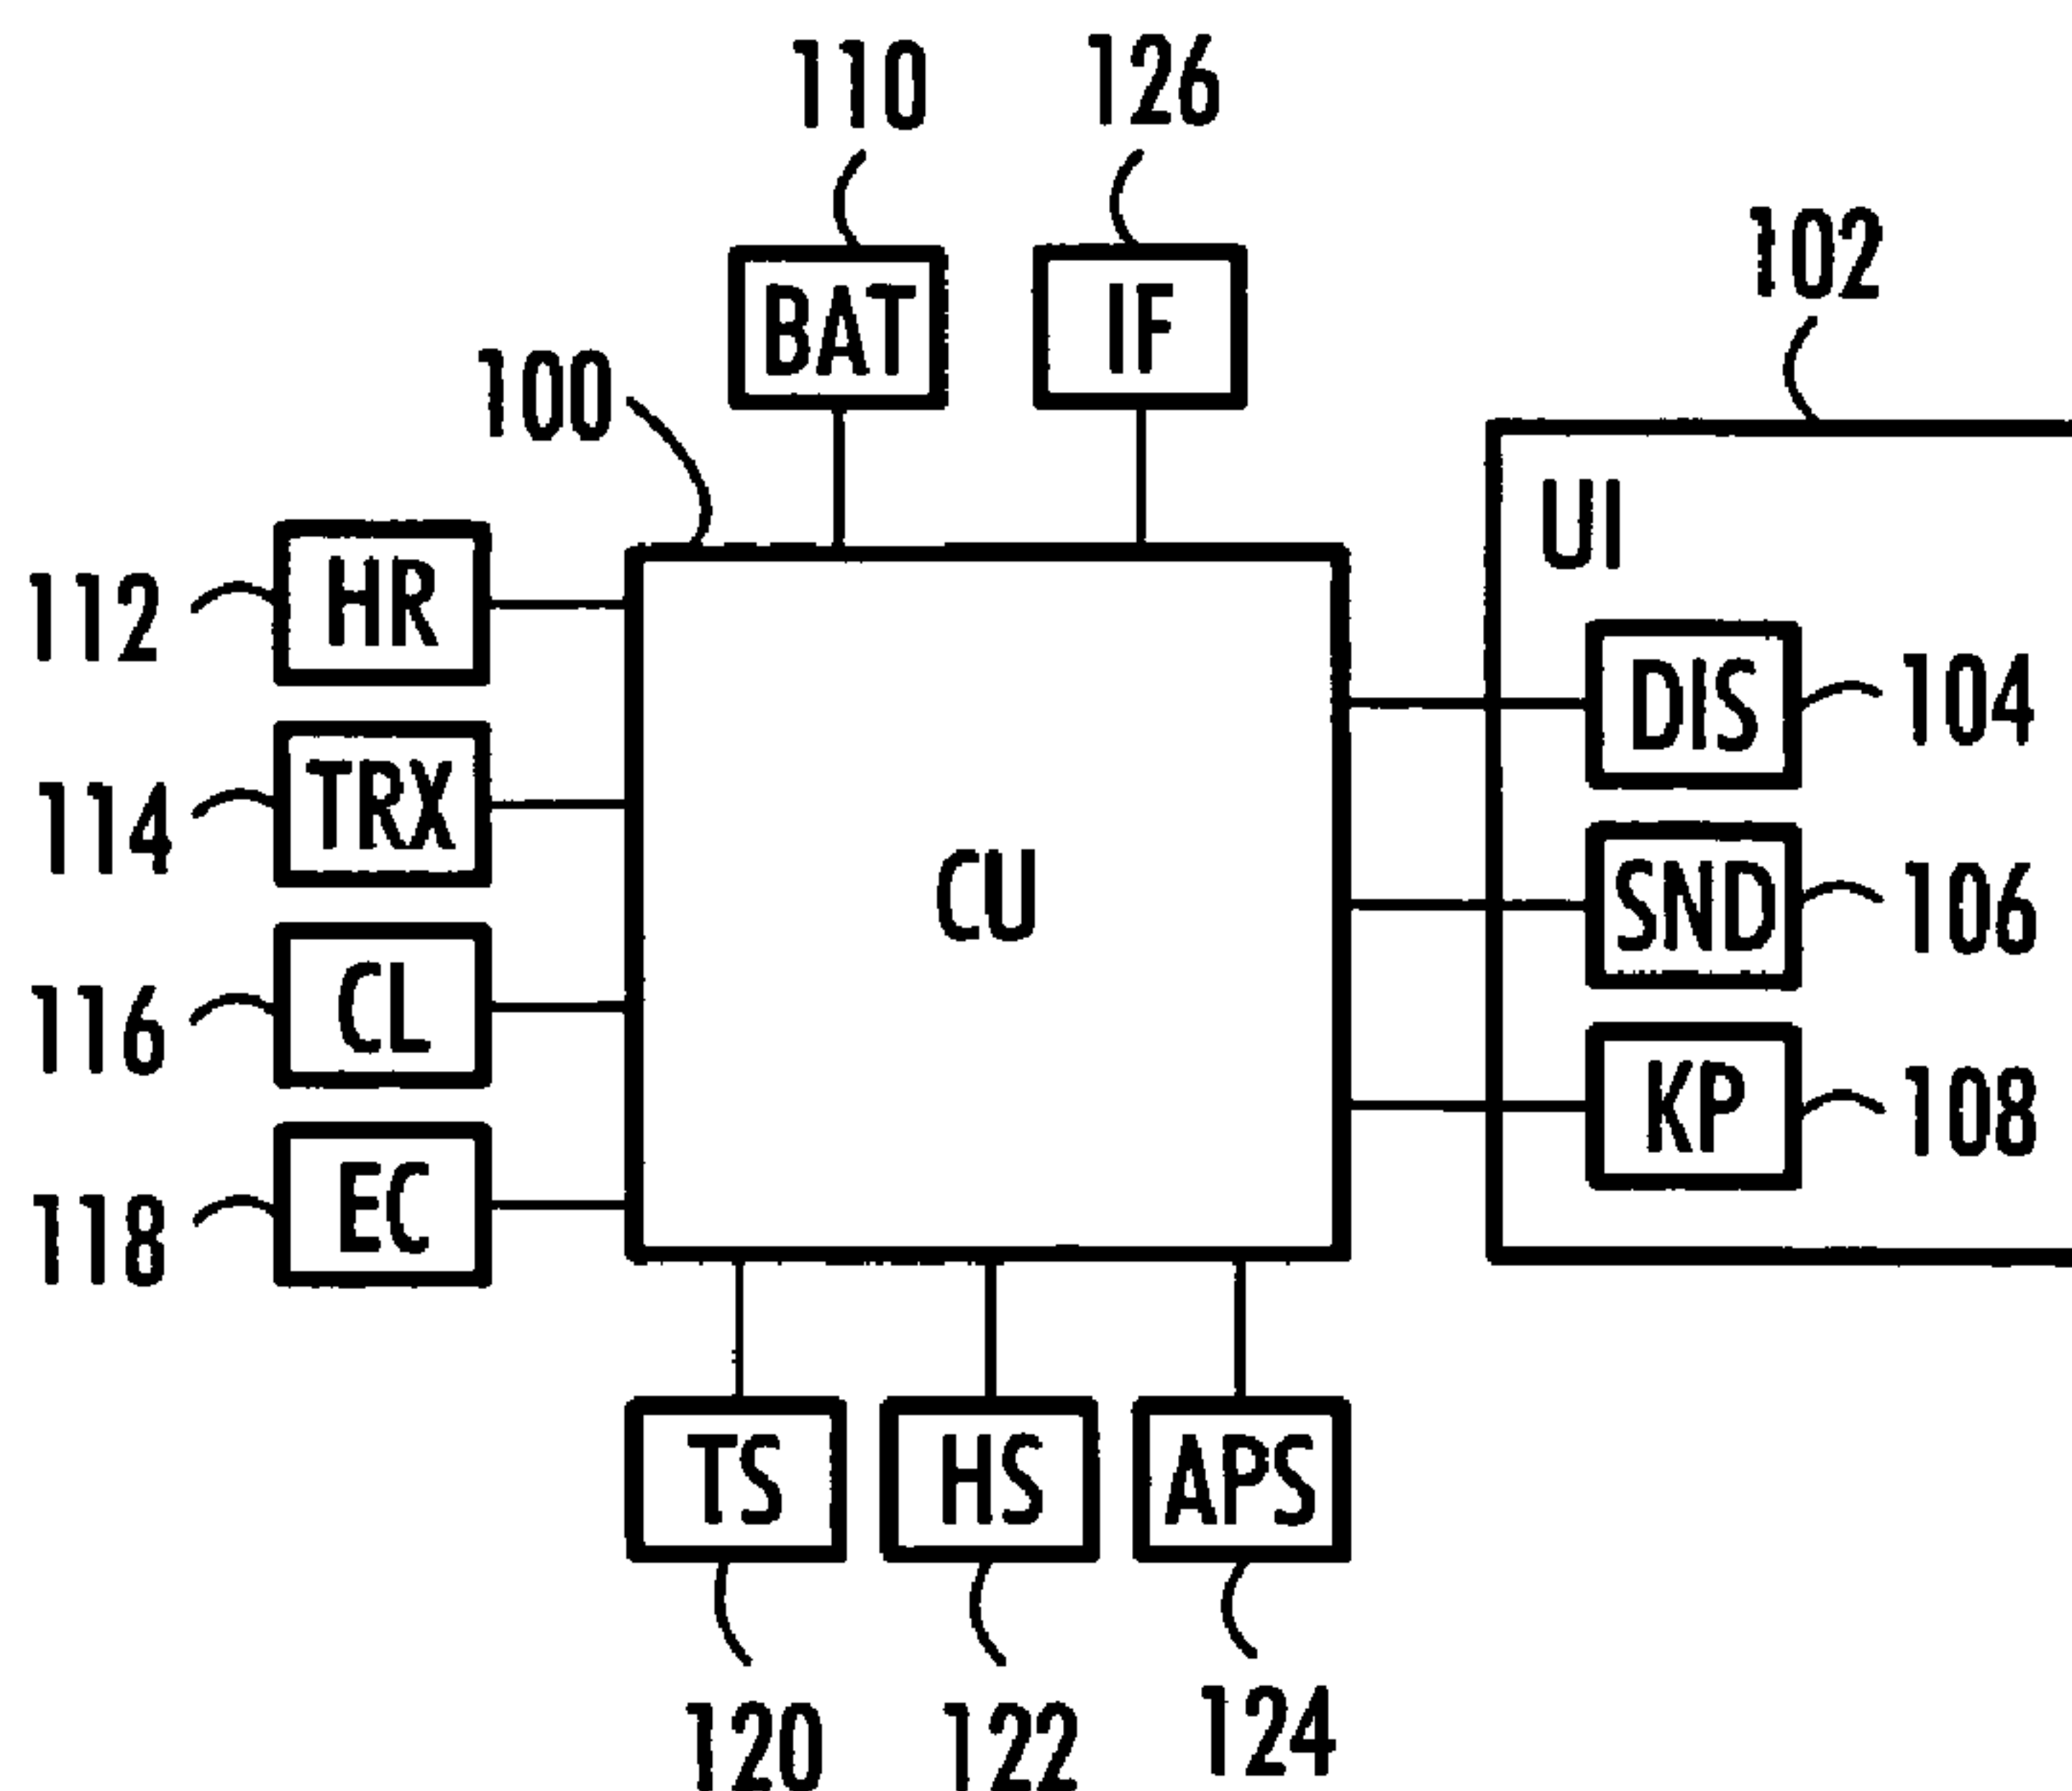 110
126
102
BAT
IF
100
UI
112
HR
DIS
104
114
TRX
CU
SND
106
116
CL
KP
108
118
EC
TS
HS
APS
120
122
124